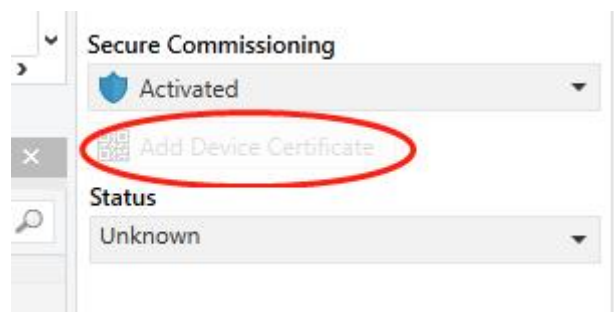 Secure Commissioning
Activated
Add Device Certificate
Status
Unknown